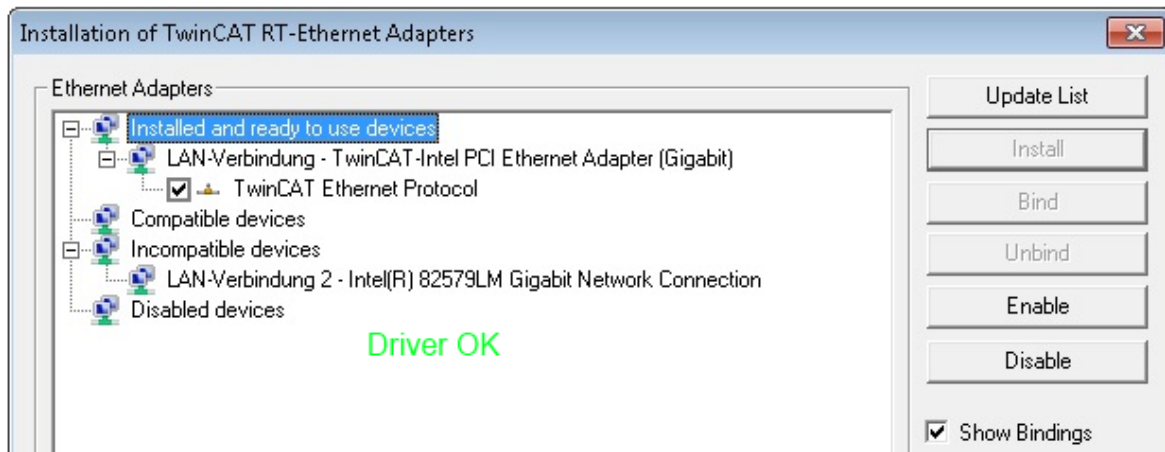 Installation of TwinCAT RT-Ethernet Adapters
Ethernet Adapters
Installed and ready to use devices
LAN-Verbindung - TwinCAT-Intel PCI Ethernet Adapter (Gigabit)
TwinCAT Ethernet Protocol
Compatible devices
Incompatible devices
LAN-Verbindung 2 - Intel(R) 82579LM Gigabit Network Connection
Disabled devices
Driver OK
Update List
Install
Bind
Unbind
Enable
Disable
Show Bindings